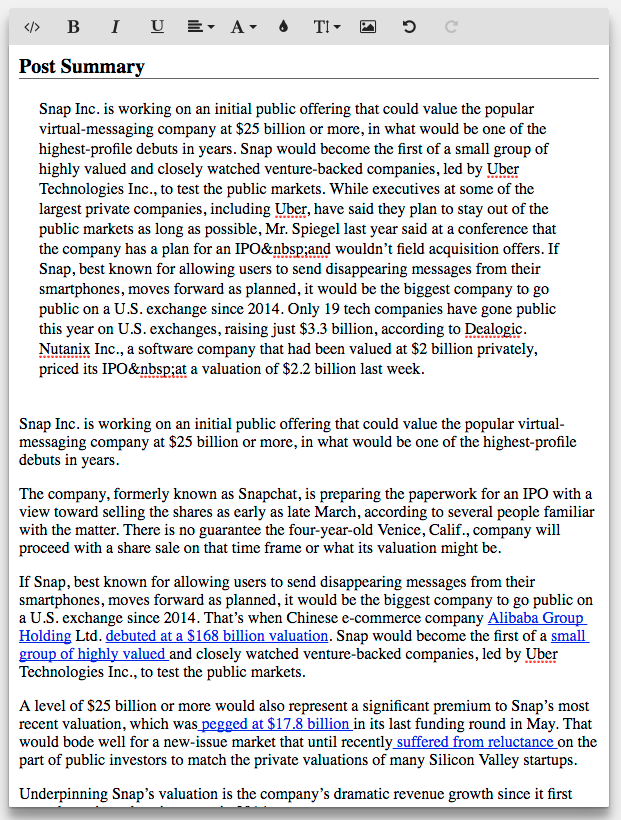 </> B I U A T
Post Summary
Snap Inc. is working on an initial public offering that could value the popular
virtual-messaging company at $25 billion or more, in what would be one of the
highest-profile debuts in years. Snap would become the first of a small group of
highly valued and closely watched venture-backed companies, led by Uber
Technologies Inc., to test the public markets. While executives at some of the
largest private companies, including Uber, have said they plan to stay out of the
public markets as long as possible, Mr. Spiegel last year said at a conference that
the company has a plan for an IPO&nbsp;and wouldn’t field acquisition offers. If
Snap, best known for allowing users to send disappearing messages from their
smartphones, moves forward as planned, it would be the biggest company to go
public on a U.S. exchange since 2014. Only 19 tech companies have gone public
this year on U.S. exchanges, raising just $3.3 billion, according to Dealogic.
Nutanix Inc., a software company that had been valued at $2 billion privately,
priced its IPO&nbsp;at a valuation of $2.2 billion last week.
Snap Inc. is working on an initial public offering that could value the popular virtual-
messaging company at $25 billion or more, in what would be one of the highest-profile
debuts in years.
The company, formerly known as Snapchat, is preparing the paperwork for an IPO with a
view toward selling the shares as early as late March, according to several people familiar
with the matter. There is no guarantee the four-year-old Venice, Calif., company will
proceed with a share sale on that time frame or what its valuation might be.
If Snap, best known for allowing users to send disappearing messages from their
smartphones, moves forward as planned, it would be the biggest company to go public on
a U.S. exchange since 2014. That’s when Chinese e-commerce company Alibaba Group
Holding Ltd. debuted at a $168 billion valuation. Snap would become the first of a small
group of highly valued and closely watched venture-backed companies, led by Uber
Technologies Inc., to test the public markets.
A level of $25 billion or more would also represent a significant premium to Snap’s most
recent valuation, which was pegged at $17.8 billion in its last funding round in May. That
would bode well for a new-issue market that until recently suffered from reluctance on the
part of public investors to match the private valuations of many Silicon Valley startups.
Underpinning Snap’s valuation is the company’s dramatic revenue growth since it first